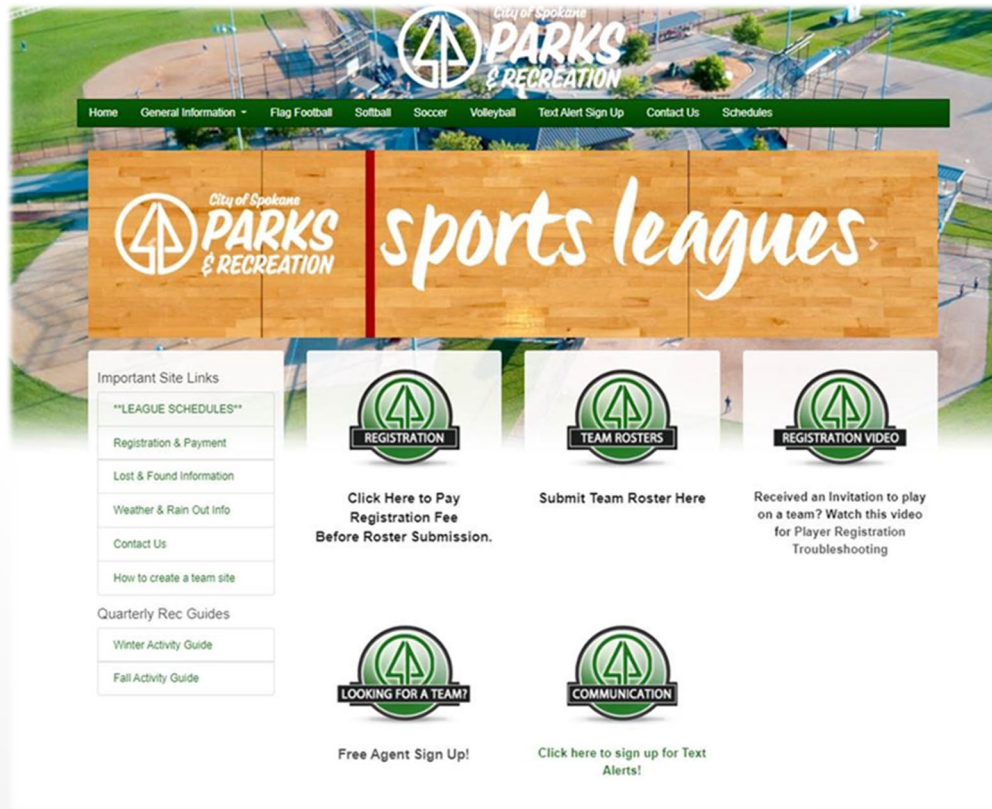 City of Spokane
PARKS
& RECREATION
Home General Information Flag Football Softball Soccer Volleyball Text Alert Sign Up Contact Us Schedules
City of Spokane
PARKS
& RECREATION
sports leagues
Important Site Links
**LEAGUE SCHEDULES**
Registration & Payment
Lost & Found Information
Weather & Rain Out Info
Contact Us
How to create a team site
Quarterly Rec Guides
Winter Activity Guide
Fall Activity Guide
REGISTRATION
Click Here to Pay
Registration Fee
Before Roster Submission.
TEAM ROSTERS
Submit Team Roster Here
REGISTRATION VIDEO
Received an Invitation to play
on a team? Watch this video
for Player Registration
Troubleshooting
LOOKING FOR A TEAM?
Free Agent Sign Up!
COMMUNICATION
Click here to sign up for Text
Alerts!